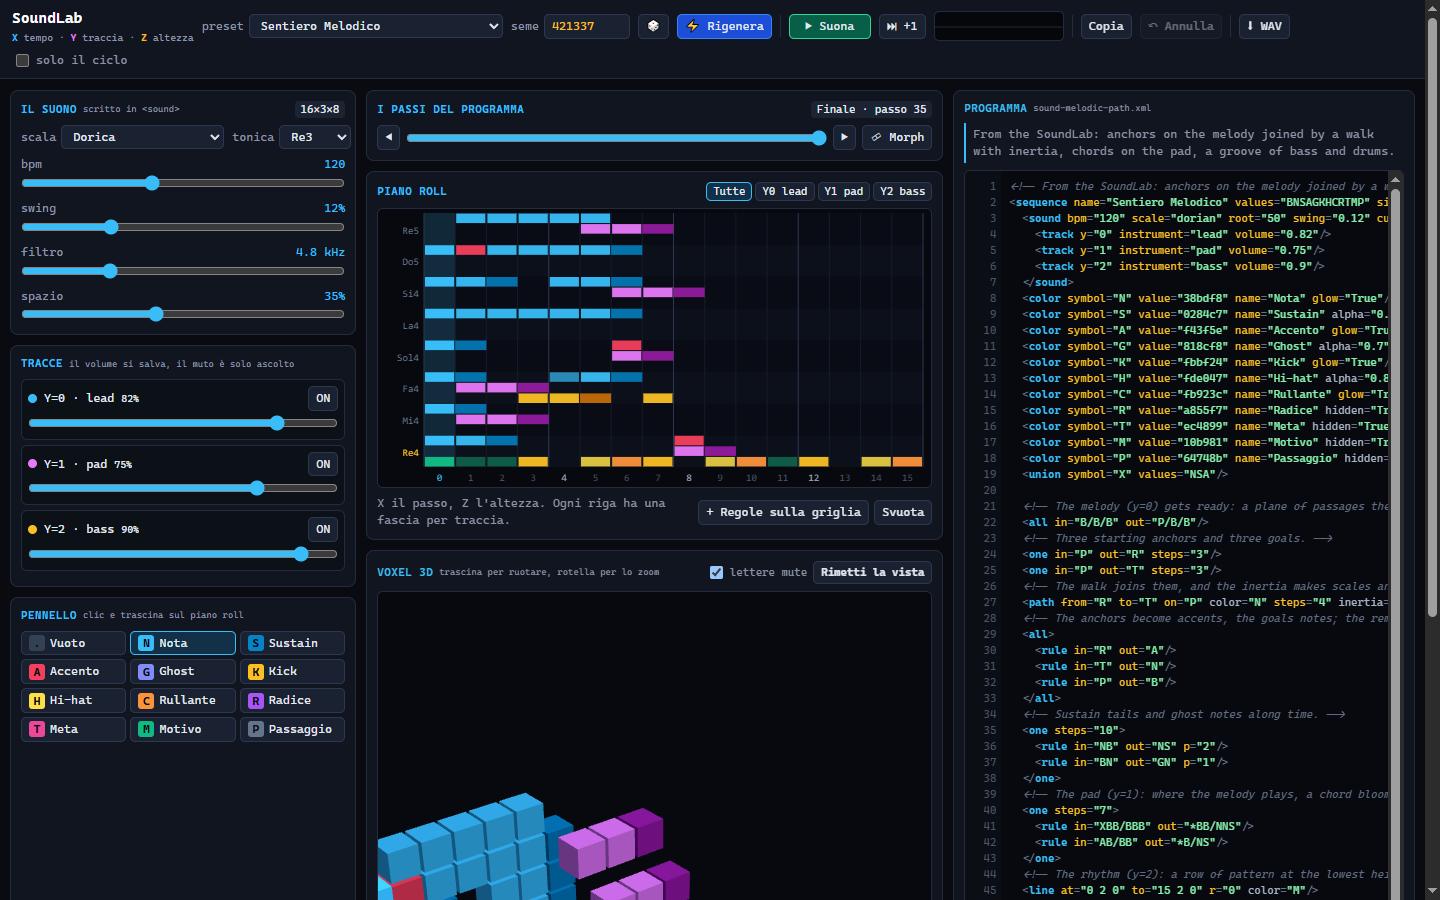 SoundLab
X tempo · Y traccia · Z altezza
preset Sentiero Melodico seme 421337 🎲 ⚡ Rigenera ▶ Suona ⏭ +1 Copia ↶ Annulla ⬇ WAV
solo il ciclo
IL SUONO scritto in <sound> 16×3×8
scala Dorica tonica Re3
bpm 120
swing 12%
filtro 4.8 kHz
spazio 35%
TRACCE il volume si salva, il muto è solo ascolto
Y=0 · lead 82% ON
Y=1 · pad 75% ON
Y=2 · bass 90% ON
PENNELLO clic e trascina sul piano roll
. Vuoto N Nota S Sustain
A Accento G Ghost K Kick
H Hi-hat C Rullante R Radice
T Meta M Motivo P Passaggio
I PASSI DEL PROGRAMMA Finale · passo 35
◀ ▶ Morph
PIANO ROLL Tutte Y0 lead Y1 pad Y2 bass
Re5
Do5
Si4
La4
Sol4
Fa4
Mi4
Re4
0 1 2 3 4 5 6 7 8 9 10 11 12 13 14 15
X il passo, Z l'altezza. Ogni riga ha una
fascia per traccia.
+ Regole sulla griglia Svuota
VOXEL 3D trascina per ruotare, rotella per lo zoom lettere mute Rimetti la vista
PROGRAMMA sound-melodic-path.xml
From the SoundLab: anchors on the melody joined by a walk
with inertia, chords on the pad, a groove of bass and drums.
1 <!-- From the SoundLab: anchors on the melody joined by a w
2 <sequence name="Sentiero Melodico" values="BNSAGKHCRTMP" si
3 <sound bpm="120" scale="dorian" root="50" swing="0.12" cu
4 <track y="0" instrument="lead" volume="0.82"/>
5 <track y="1" instrument="pad" volume="0.75"/>
6 <track y="2" instrument="bass" volume="0.9"/>
7 </sound>
8 <color symbol="N" value="38bdf8" name="Nota" glow="True"/
9 <color symbol="S" value="0284c7" name="Sustain" alpha="0.
10 <color symbol="A" value="f43f5e" name="Accento" glow="Tru
11 <color symbol="G" value="818cf8" name="Ghost" alpha="0.7"
12 <color symbol="K" value="fbbf24" name="Kick" glow="True"/
13 <color symbol="H" value="fde047" name="Hi-hat" alpha="0.8
14 <color symbol="C" value="fb923c" name="Rullante" glow="Tr
15 <color symbol="R" value="a855f7" name="Radice" hidden="Tr
16 <color symbol="T" value="ec4899" name="Meta" hidden="True
17 <color symbol="M" value="10b981" name="Motivo" hidden="Tr
18 <color symbol="P" value="64748b" name="Passaggio" hidden=
19 <union symbol="X" values="NSA"/>
20
21 <!-- The melody (y=0) gets ready: a plane of passages the
22 <all in="B/B/B" out="P/B/B"/>
23 <!-- Three starting anchors and three goals. -->
24 <one in="P" out="R" steps="3"/>
25 <one in="P" out="T" steps="3"/>
26 <!-- The walk joins them, and the inertia makes scales an
27 <path from="R" to="T" on="P" color="N" steps="4" inertia=
28 <!-- The anchors become accents, the goals notes; the rem
29 <all>
30 <rule in="R" out="A"/>
31 <rule in="T" out="N"/>
32 <rule in="P" out="B"/>
33 </all>
34 <!-- Sustain tails and ghost notes along time. -->
35 <one steps="10">
36 <rule in="NB" out="NS" p="2"/>
37 <rule in="BN" out="GN" p="1"/>
38 </one>
39 <!-- The pad (y=1): where the melody plays, a chord bloom
40 <one steps="7">
41 <rule in="XBB/BBB" out="*BB/NNS"/>
42 <rule in="AB/BB" out="*B/NS"/>
43 </one>
44 <!-- The rhythm (y=2): a row of pattern at the lowest hei
45 <line at="0 2 0" to="15 2 0" r="0" color="M"/>